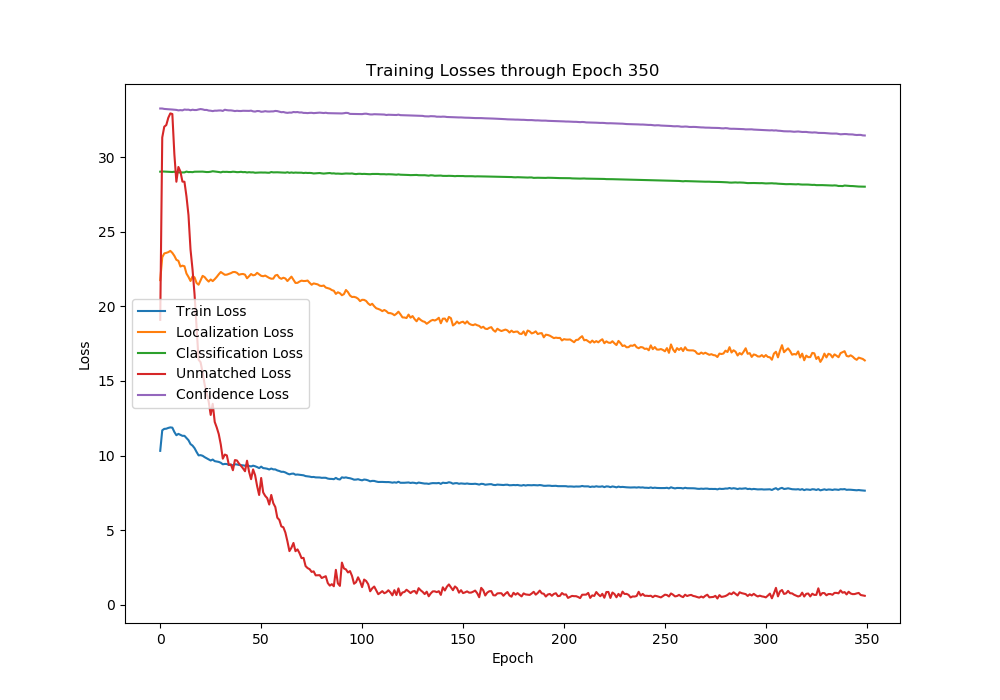 Training Losses through Epoch 350
Loss
30
25
20
15
10
5
0
Train Loss
Localization Loss
Classification Loss
Unmatched Loss
Confidence Loss
0 50 100 150 200 250 300 350
Epoch